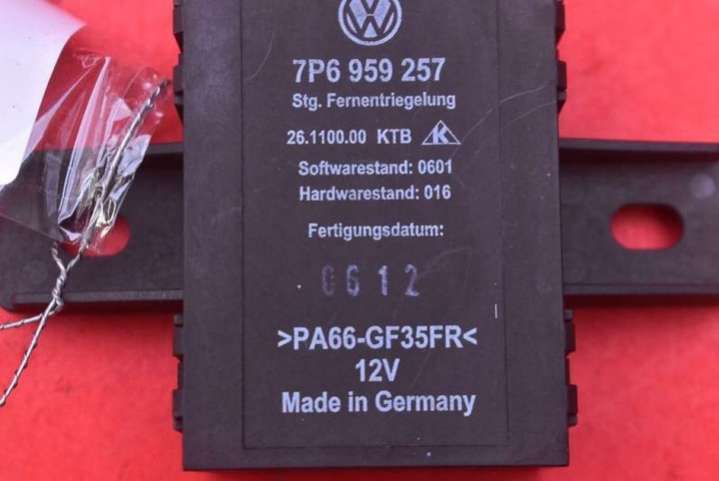 7P6 959 257
Stg. Fernentriegelung
26.1100.00 KTB K
Softwarestand: 0601
Hardwarestand: 016
Fertigungsdatum:
0612
>PA66-GF35FR<
12V
Made in Germany